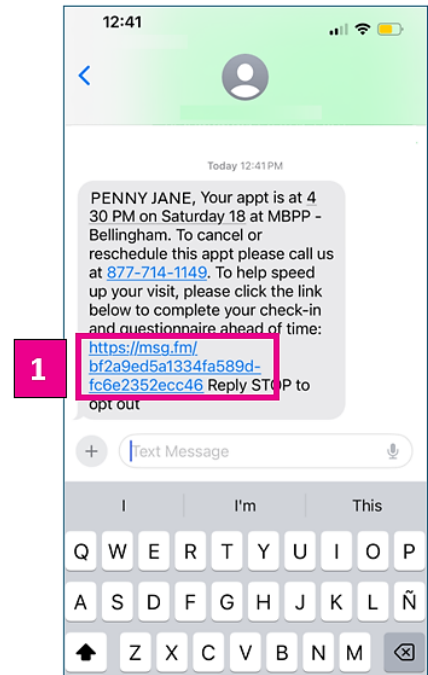 12:41
Today 12:41 PM
PENNY JANE, Your appt is at 4
30 PM on Saturday 18 at MBPP -
Bellingham. To cancel or
reschedule this appt please call us
at 877-714-1149. To help speed
up your visit, please click the link
below to complete your check-in
and questionnaire ahead of time:
https://msg.fm/
bf2a9ed5a1334fa589d-
fc6e2352ecc46 Reply STOP to
opt out
1
Text Message
I I'm This
Q W E R T Y U I O P
A S D F G H J K L Ñ
Z X C V B N M